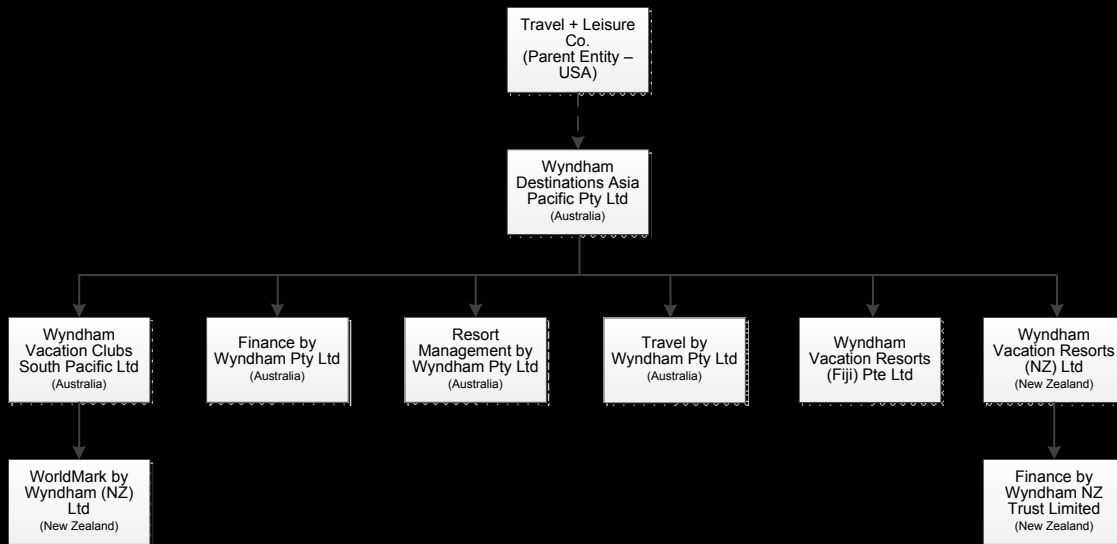 Travel + Leisure
Co.
(Parent Entity –
USA)
Wyndham
Destinations Asia
Pacific Pty Ltd
(Australia)
Wyndham
Vacation Clubs
South Pacific Ltd
(Australia)
Finance by
Wyndham Pty Ltd
(Australia)
Resort
Management by
Wyndham Pty Ltd
(Australia)
Travel by
Wyndham Pty Ltd
(Australia)
Wyndham
Vacation Resorts
(Fiji) Pte Ltd
Wyndham
Vacation Resorts
(NZ) Ltd
(New Zealand)
WorldMark by
Wyndham (NZ)
Ltd
(New Zealand)
Finance by
Wyndham NZ
Trust Limited
(New Zealand)